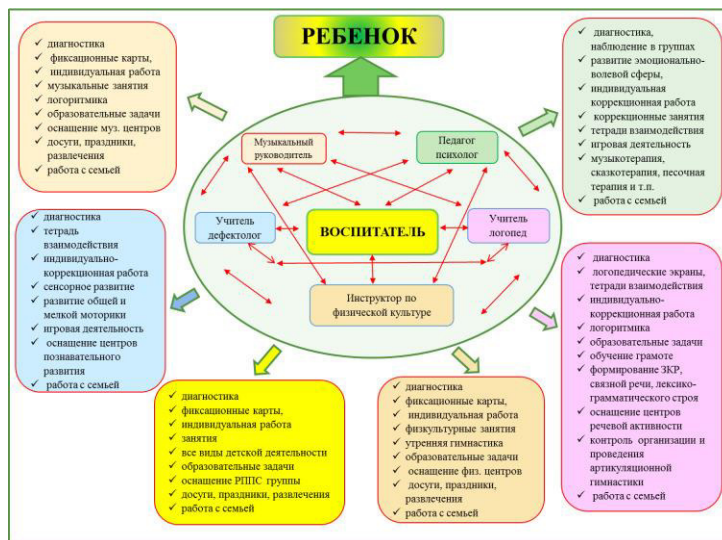 РЕБЕНОК
диагностика
фиксационные карты,
индивидуальная работа
музыкальные занятия
логоритмика
образовательные задачи
оснащение муз. центров
досуги, праздники,
развлечения
работа с семьей
диагностика,
наблюдение в группах
развитие эмоционально-
волевой сферы,
индивидуальная
коррекционная работа
коррекционные занятия
тетради взаимодействия
игровая деятельность
музыкотерапия,
сказкотерапия, песочная
терапия и т.п.
работа с семьей
Музыкальный
руководитель
Педагог
психолог
Учитель
дефектолог
ВОСПИТАТЕЛЬ
Учитель
логопед
Инструктор по
физической культуре
диагностика
тетрадь
взаимодействия
индивидуально-
коррекционная работа
сенсорное развитие
развитие общей и
мелкой моторики
игровая деятельность
оснащение центров
познавательного
развития
работа с семьей
диагностика
логопедические экраны,
тетради взаимодействия
индивидуально-
коррекционная работа
логоритмика
образовательные задачи
обучение грамоте
формирование ЗКР,
связной речи, лексико-
грамматического строя
оснащение центров
речевой активности
контроль организации и
проведения
артикуляционной
гимнастики
работа с семьей
диагностика
фиксационные карты,
индивидуальная работа
занятия
все виды детской деятельности
образовательные задачи
оснащение РППС группы
досуги, праздники, развлечения
работа с семьей
диагностика
фиксационные карты,
индивидуальная работа
физкультурные занятия
утренняя гимнастика
образовательные задачи
оснащение физ. центров
досуги, праздники,
развлечения
работа с семьей